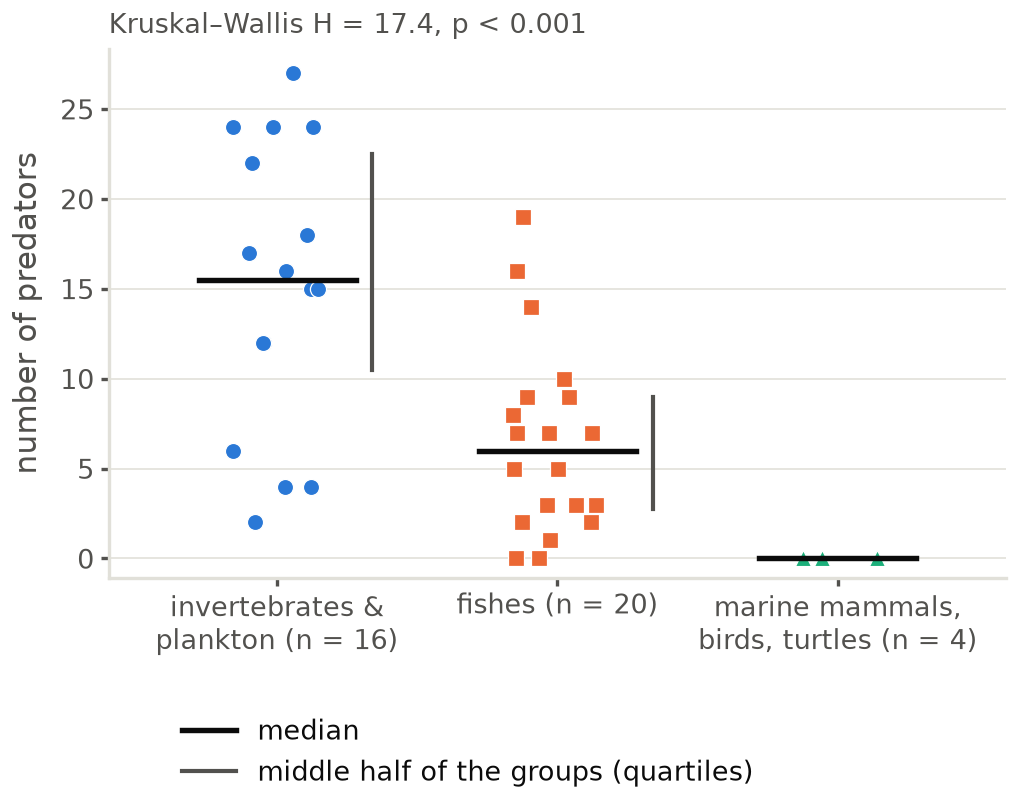 Kruskal–Wallis H = 17.4, p < 0.001
number of predators
25
20
15
10
5
0
invertebrates &
plankton (n = 16)
fishes (n = 20)
marine mammals,
birds, turtles (n = 4)
median
middle half of the groups (quartiles)